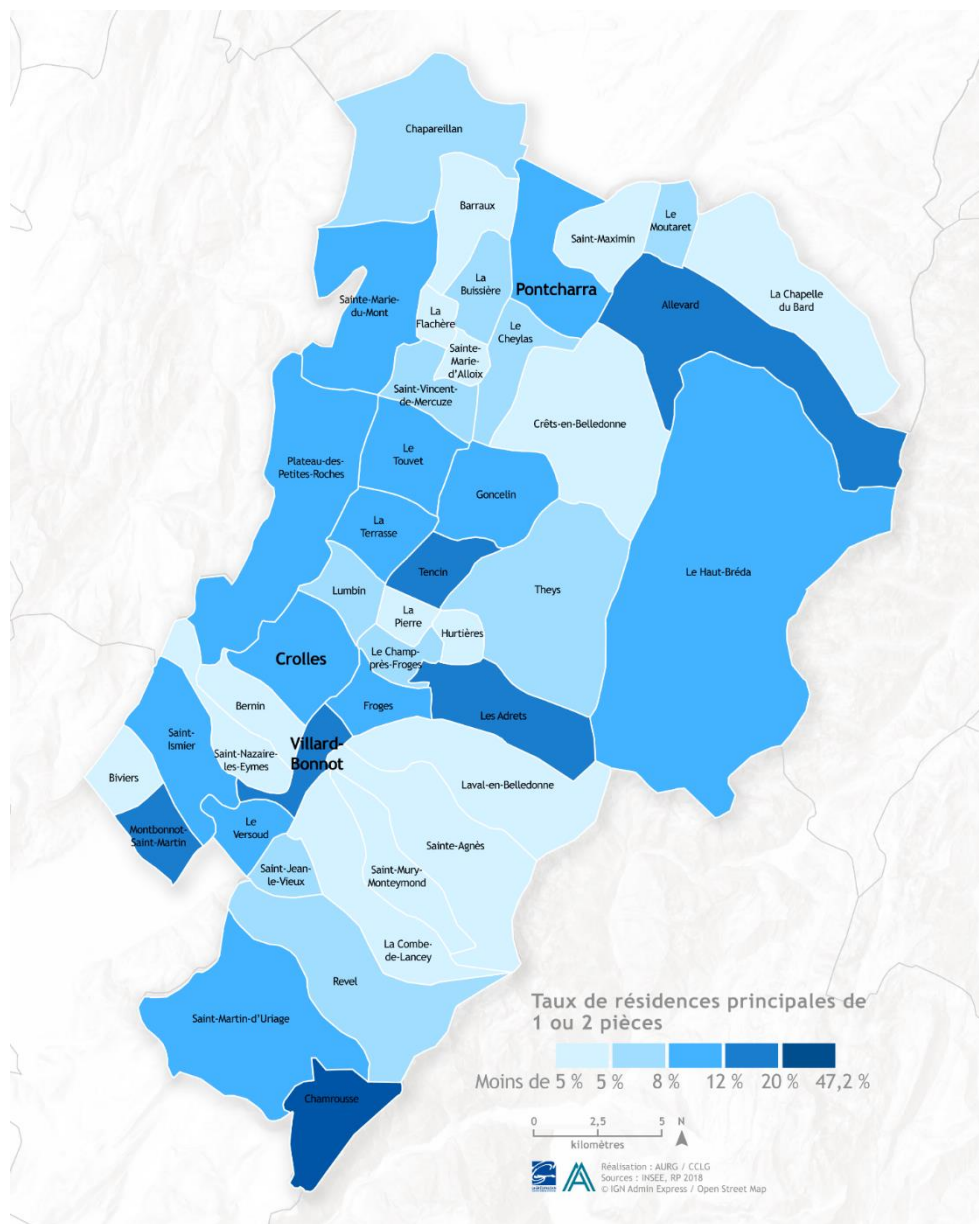 Chapareillan
Barraux
Le
Moutaret
Saint-Maximin
La
Buissière
Pontcharra
La Chapelle
du Bard
Sainte-Marie-
du-Mont
Allevard
La
Flachère
Le
Cheylas
Sainte-
Marie-
d'Alloix
Saint-Vincent-
de-Mercuze
Crêts-en-Belledonne
Le
Touvet
Plateau-des-
Petites-Roches
Goncelin
La
Terrasse
Tencin
Le Haut-Bréda
Lumbin
Theys
La
Pierre
Hurtières
Crolles
Le Champ-
près-Froges
Bernin
Froges
Les Adrets
Saint-
Ismier
Villard-
Bonnot
Saint-Nazaire-
les-Eymes
Biviers
Laval-en-Belledonne
Montbonnot-
Saint-Martin
Le
Versoud
Sainte-Agnès
Saint-Jean-
le-Vieux
Saint-Mury-
Monteymond
La Combe-
de-Lancey
Revel
Saint-Martin-d'Uriage
Chamrousse
Taux de résidences principales de
1 ou 2 pièces
Moins de 5 % 5 % 8 % 12 % 20 % 47,2 %
0 2,5 5 N
kilomètres
Réalisation : AURG / CCLG
Sources : INSEE, RP 2018
© IGN Admin Express / Open Street Map